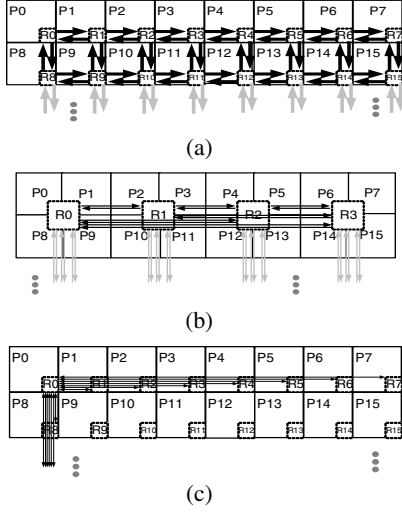 P0 P1 P2 P3 P4 P5 P6 P7
R0 R1 R2 R3 R4 R5 R6 R7
P8 P9 P10 P11 P12 P13 P14 P15
R8 R9 R10 R11 R12 R13 R14 R15
(a)
P0 P1 P2 P3 P4 P5 P6 P7
R0 R1 R2 R3
P8 P9 P10 P11 P12 P13 P14 P15
(b)
P0 P1 P2 P3 P4 P5 P6 P7
R0 R1 R2 R3 R4 R5 R6 R7
P8 P9 P10 P11 P12 P13 P14 P15
R8 R9 R10 R11 R12 R13 R14 R15
(c)